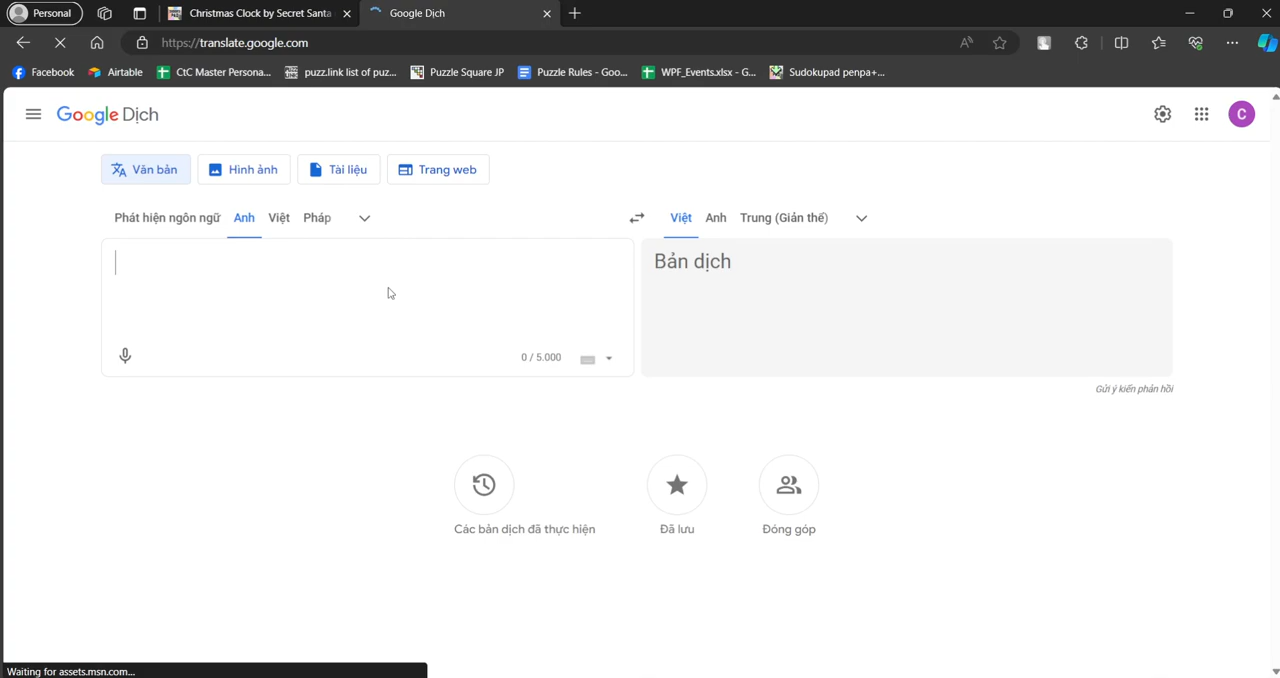 Personal
Christmas Clock by Secret Santa
Google Dịch
https://translate.google.com
Facebook
Airtable
CtC Master Persona...
puzz.link list of puz...
Puzzle Square JP
Puzzle Rules - Goo...
WPF_Events.xlsx - G...
Sudokupad penpa+...
Google Dịch
C
Văn bản
Hình ảnh
Tài liệu
Trang web
Phát hiện ngôn ngữ
Anh
Việt
Pháp
Việt
Anh
Trung (Giản thể)
Bản dịch
0 / 5.000
Gửi ý kiến phản hồi
Các bản dịch đã thực hiện
Đã lưu
Đóng góp
Waiting for assets.msn.com...